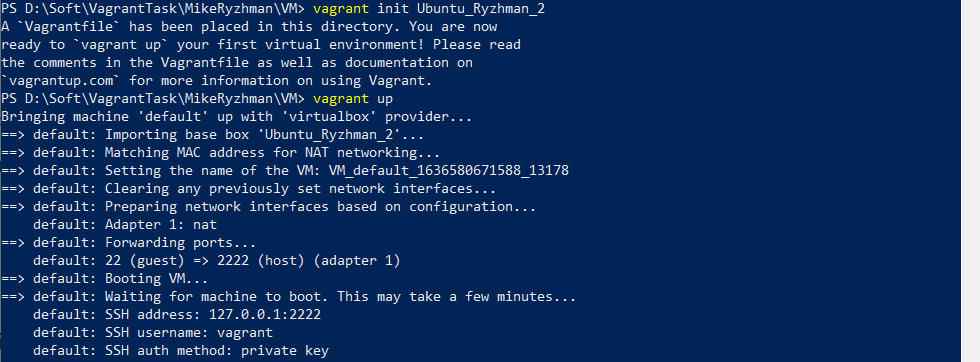 PS D:\Soft\VagrantTask\MikeRyzhman\VM> vagrant init Ubuntu_Ryzhman_2
A `Vagrantfile` has been placed in this directory. You are now
ready to `vagrant up` your first virtual environment! Please read
the comments in the Vagrantfile as well as documentation on
`vagrantup.com` for more information on using Vagrant.
PS D:\Soft\VagrantTask\MikeRyzhman\VM> vagrant up
Bringing machine 'default' up with 'virtualbox' provider...
==> default: Importing base box 'Ubuntu_Ryzhman_2'...
==> default: Matching MAC address for NAT networking...
==> default: Setting the name of the VM: VM_default_1636580671588_13178
==> default: Clearing any previously set network interfaces...
==> default: Preparing network interfaces based on configuration...
    default: Adapter 1: nat
==> default: Forwarding ports...
    default: 22 (guest) => 2222 (host) (adapter 1)
==> default: Booting VM...
==> default: Waiting for machine to boot. This may take a few minutes...
    default: SSH address: 127.0.0.1:2222
    default: SSH username: vagrant
    default: SSH auth method: private key